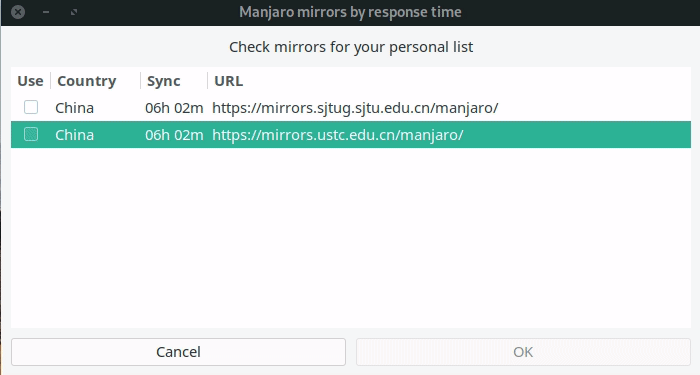 Manjaro mirrors by response time
Check mirrors for your personal list
Use Country Sync URL
China 06h 02m https://mirrors.sjtug.sjtu.edu.cn/manjaro/
China 06h 02m https://mirrors.ustc.edu.cn/manjaro/
Cancel OK